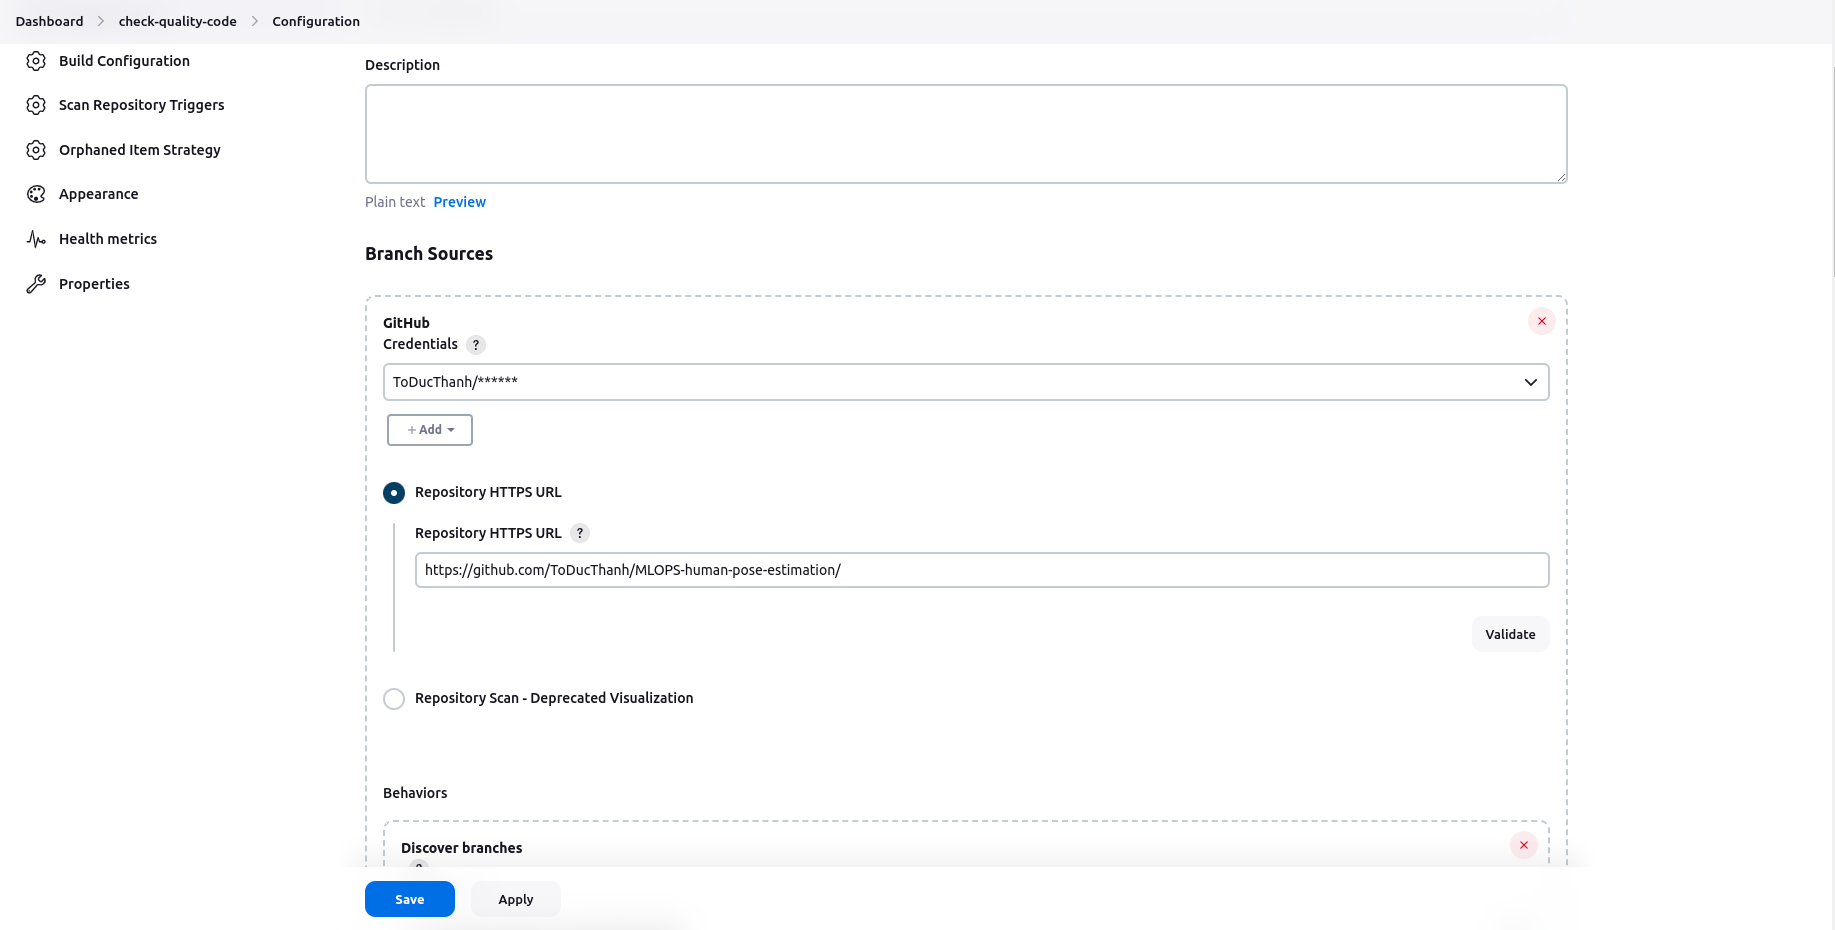 Dashboard > check-quality-code > Configuration
Build Configuration
Scan Repository Triggers
Orphaned Item Strategy
Appearance
Health metrics
Properties
Description
Plain text Preview
Branch Sources
GitHub
Credentials ?
ToDucThanh/******
+ Add
Repository HTTPS URL
Repository HTTPS URL ?
https://github.com/ToDucThanh/MLOPS-human-pose-estimation/
Validate
Repository Scan - Deprecated Visualization
Behaviors
Discover branches
?
Save Apply